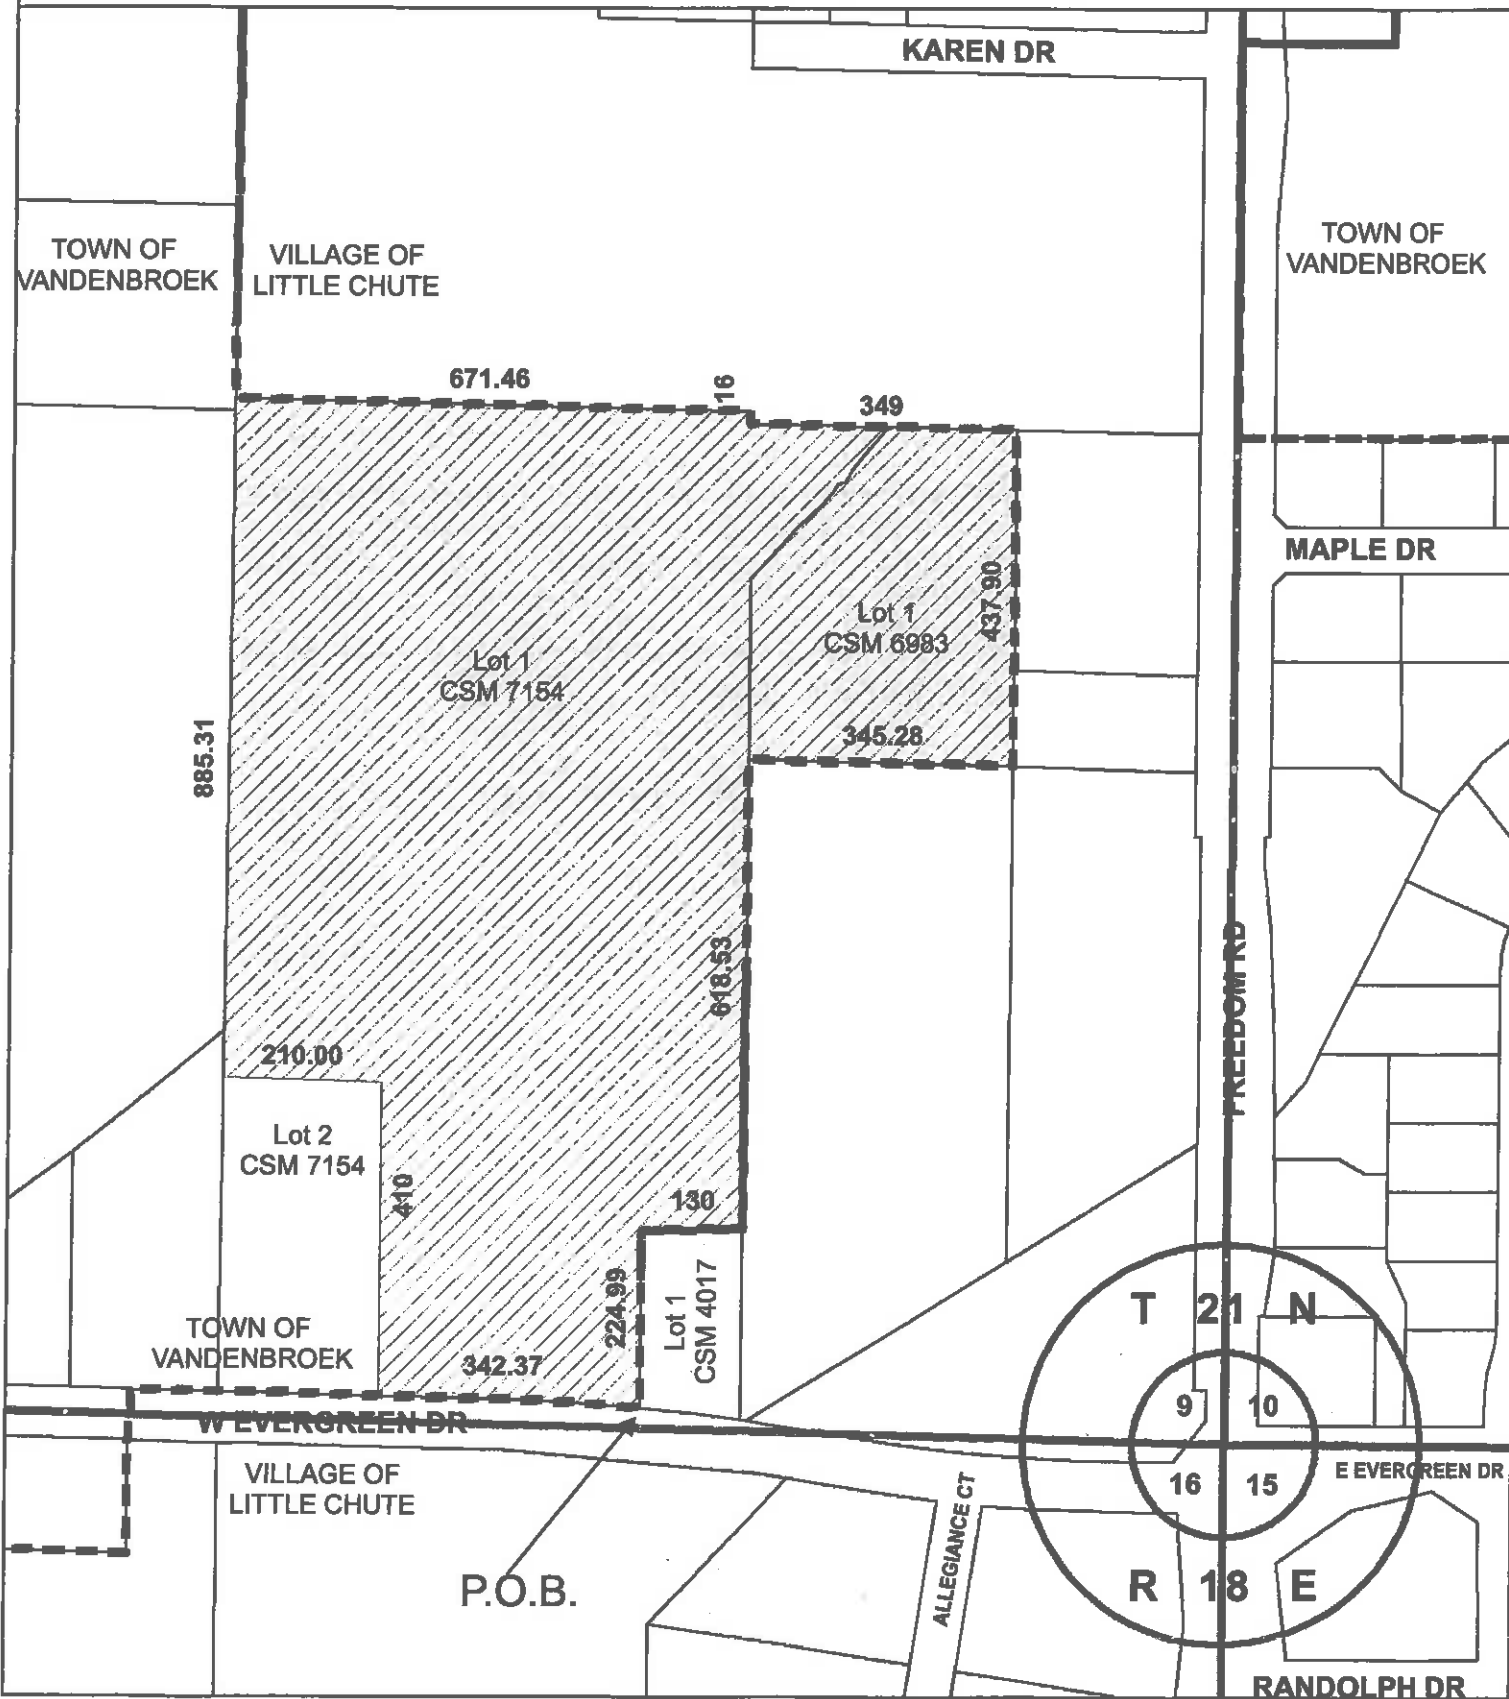 KAREN DR
TOWN OF
VANDENBROEK
VILLAGE OF
LITTLE CHUTE
TOWN OF
VANDENBROEK
671.46
16
349
MAPLE DR
437.90
Lot 1
CSM 6983
Lot 1
CSM 7154
345.28
885.31
618.53
FREEDOM RD
210.00
Lot 2
CSM 7154
410
130
224.99
Lot 1
CSM 4017
T 21 N
TOWN OF
VANDENBROEK
342.37
9 10
W EVERGREEN DR
VILLAGE OF
LITTLE CHUTE
16 15
E EVERGREEN DR
ALLEGIANCE CT
P.O.B.
R 18 E
RANDOLPH DR